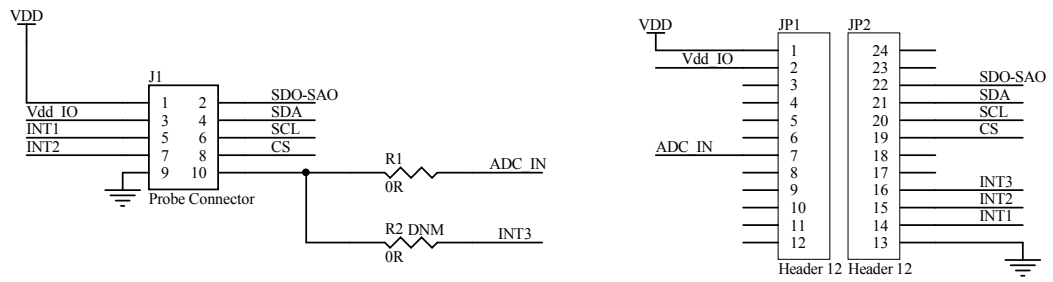 VDD
J1
1 2 SDO-SAO
Vdd_IO 3 4 SDA
INT1 5 6 SCL
INT2 7 8 CS
9 10
Probe Connector
R1
0R
ADC_IN
R2 DNM
0R
INT3
VDD
JP1
1
Vdd_IO 2
3
4
5
6
ADC_IN 7
8
9
10
11
12
Header 12
JP2
24
23
22 SDO-SAO
21 SDA
20 SCL
19 CS
18
17
16 INT3
15 INT2
14 INT1
13
Header 12